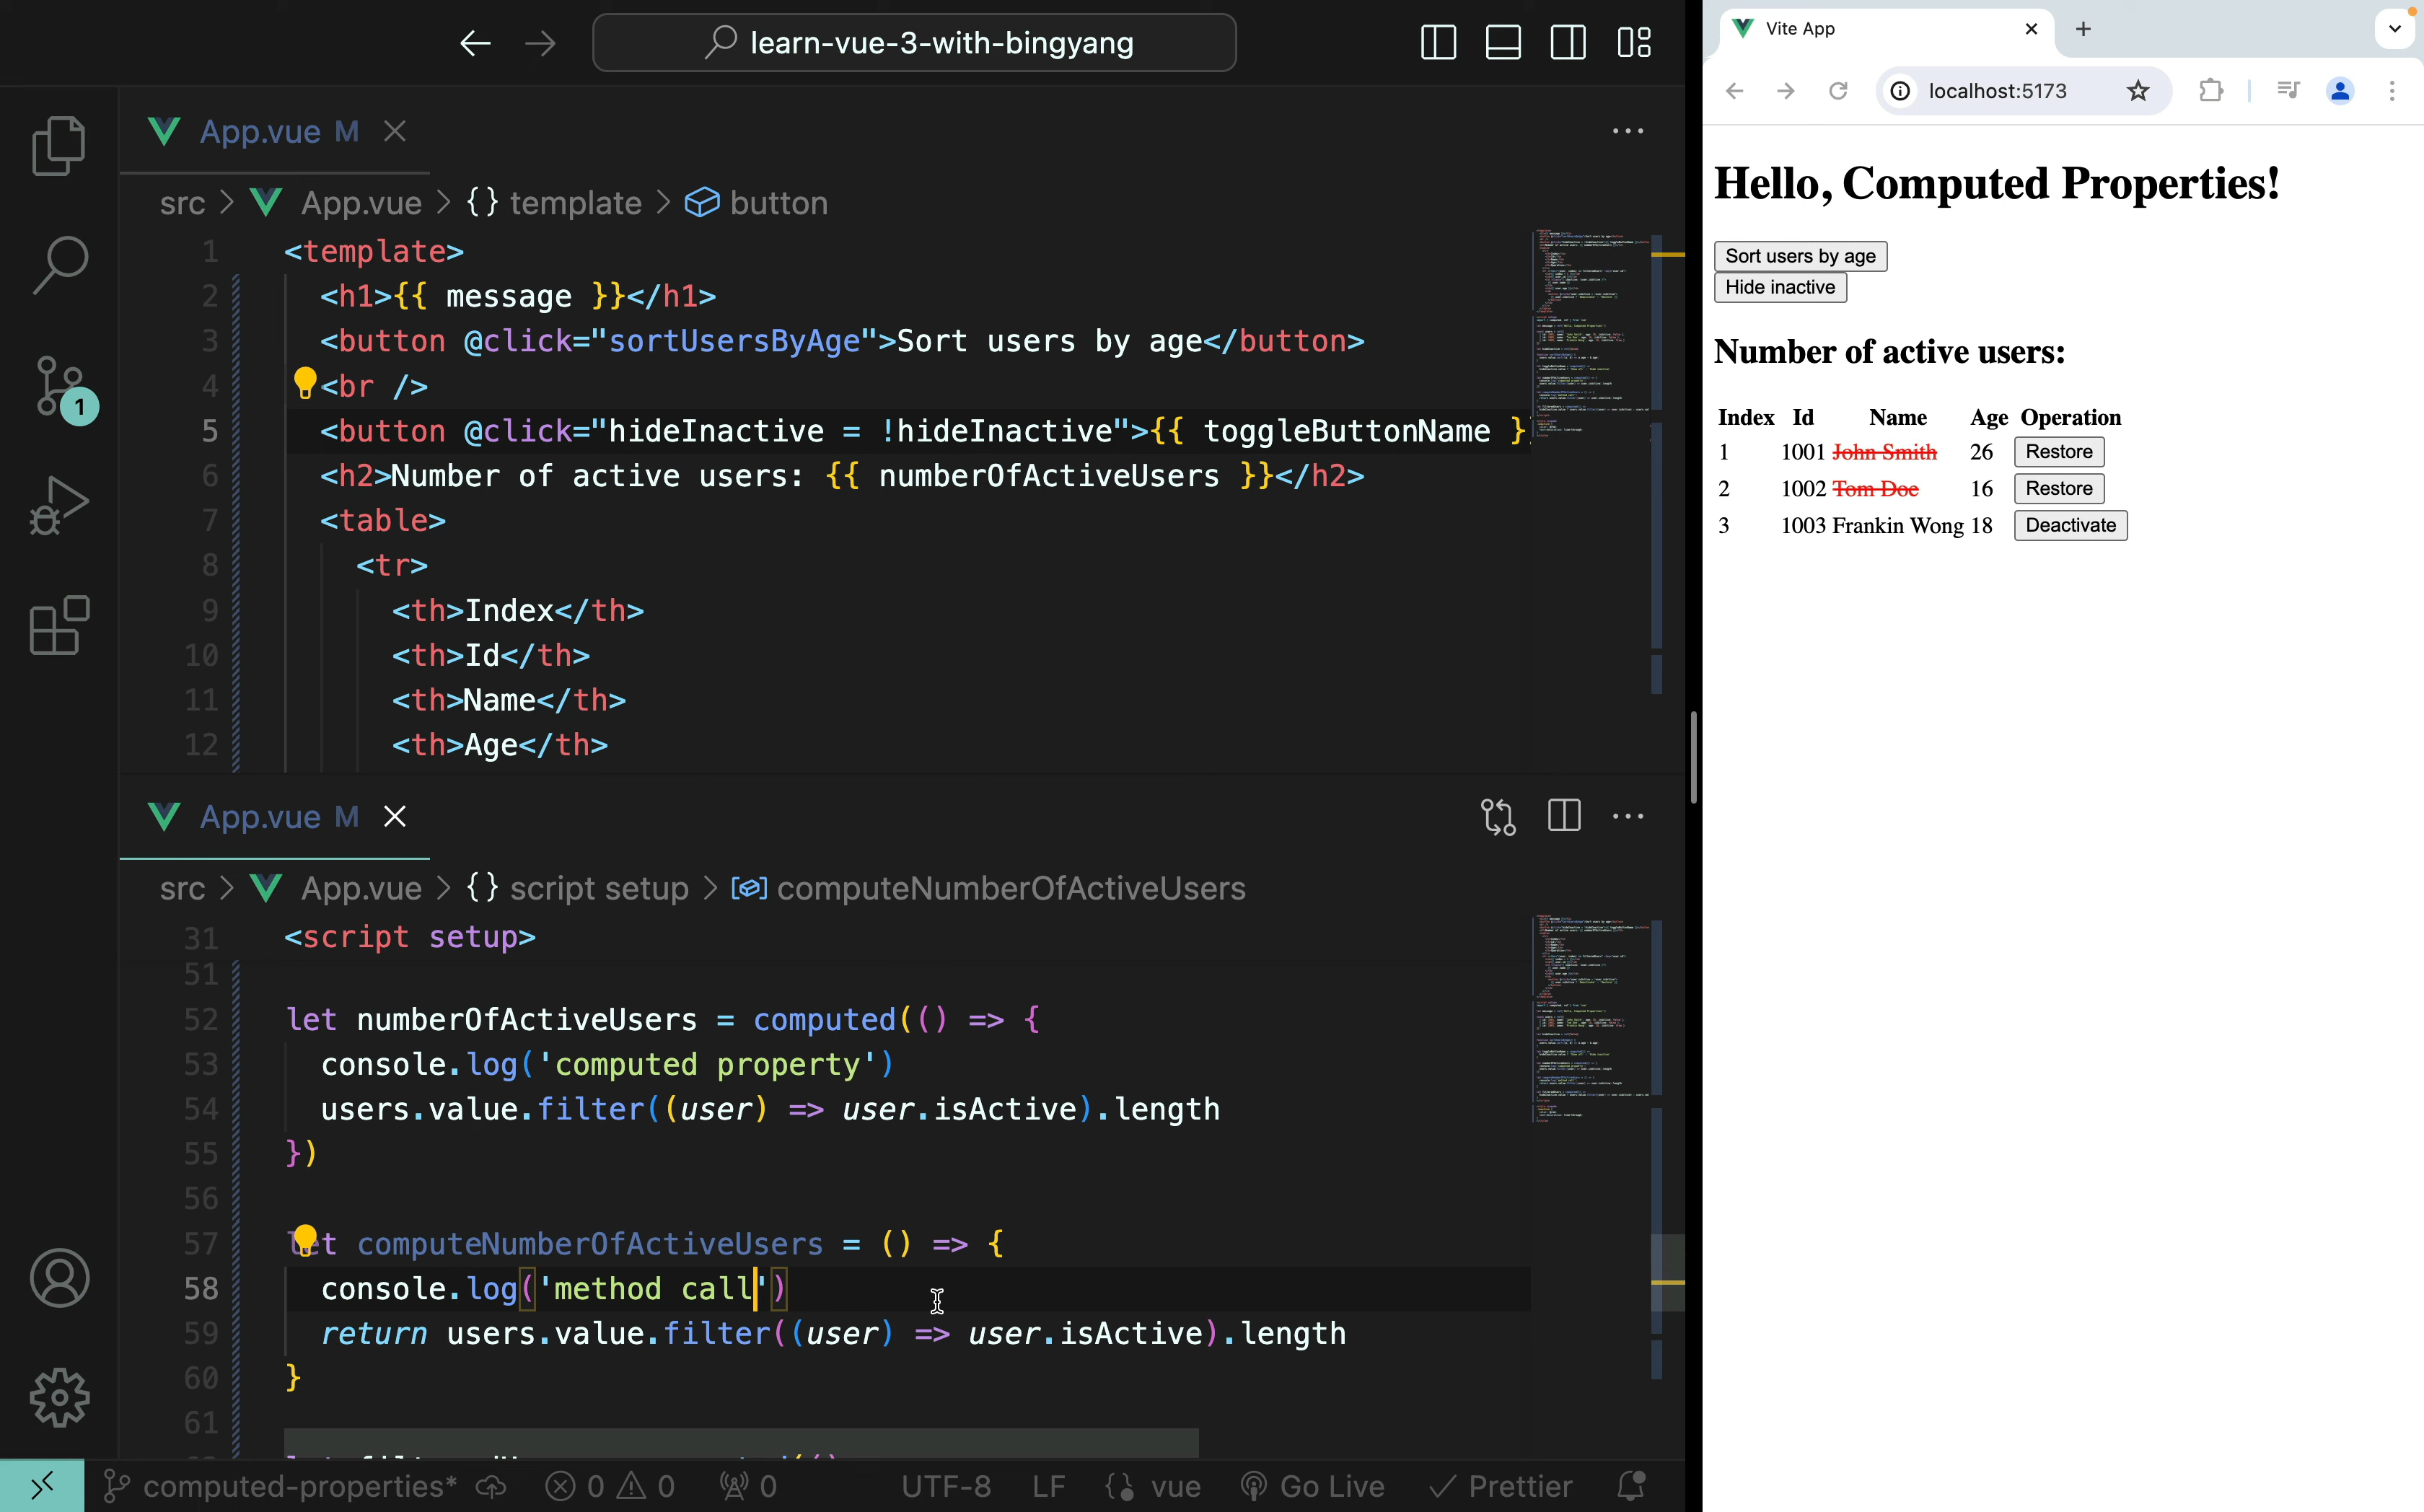 learn-vue-3-with-bingyang
App.vue M
src > App.vue > {} template > button
1 <template>
2 <h1>{{ message }}</h1>
3 <button @click="sortUsersByAge">Sort users by age</button>
4 <br />
5 <button @click="hideInactive = !hideInactive">{{ toggleButtonName }
6 <h2>Number of active users: {{ numberOfActiveUsers }}</h2>
7 <table>
8 <tr>
9 <th>Index</th>
10 <th>Id</th>
11 <th>Name</th>
12 <th>Age</th>
1
App.vue M
src > App.vue > {} script setup > computeNumberOfActiveUsers
31 <script setup>
51
52 let numberOfActiveUsers = computed(() => {
53 console.log('computed property')
54 users.value.filter((user) => user.isActive).length
55 })
56
57 let computeNumberOfActiveUsers = () => {
58 console.log('method call')
59 return users.value.filter((user) => user.isActive).length
60 }
61
computed-properties* 0 0 0 UTF-8 LF {} vue Go Live Prettier
Vite App
localhost:5173
Hello, Computed Properties!
Sort users by age
Hide inactive
Number of active users:
Index Id Name Age Operation
1 1001 John Smith 26 Restore
2 1002 Tom Doe 16 Restore
3 1003 Frankin Wong 18 Deactivate